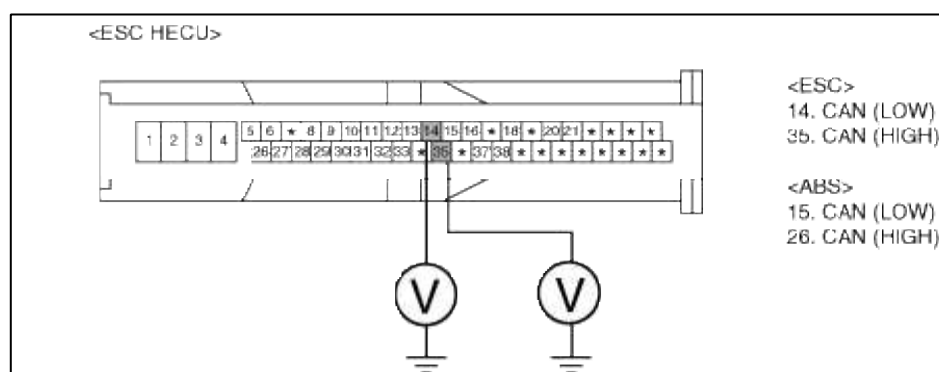 <ESC HECU>
<ESC>
14. CAN (LOW)
35. CAN (HIGH)
1 2 3 4
5 6 * 8 9 10 11 12 13 14 15 16 * 18 * 20 21 * * * *
26 27 28 29 30 31 32 33 * 35 * 37 38 * * * * * * * *
<ABS>
15. CAN (LOW)
26. CAN (HIGH)
V V